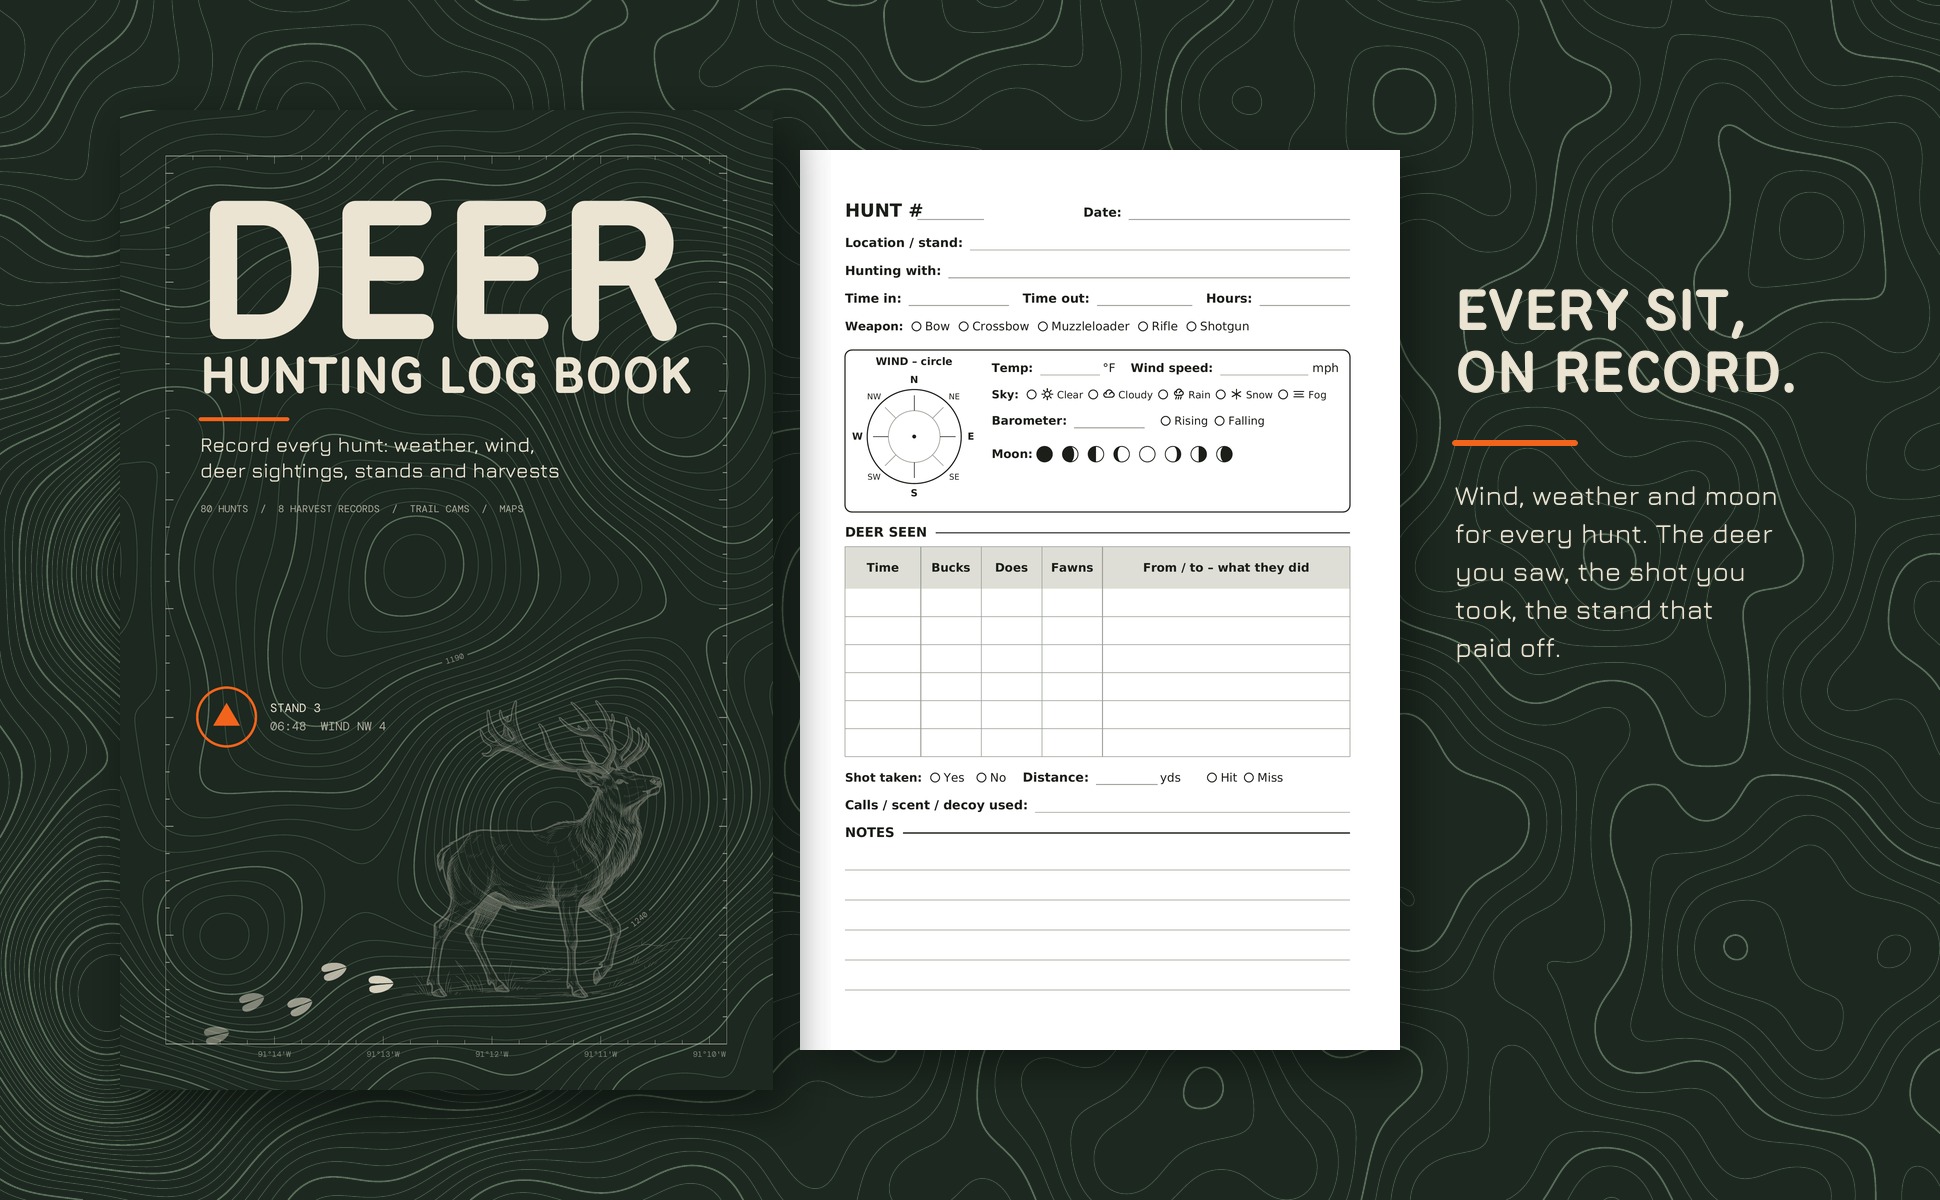 DEER
HUNTING LOG BOOK
Record every hunt: weather, wind,
deer sightings, stands and harvests
80 HUNTS / 8 HARVEST RECORDS / TRAIL CAMS / MAPS
1190
STAND 3
06:48 WIND NW 4
1240
91°14'W 91°13'W 91°12'W 91°11'W 91°10'W
HUNT #
Date:
Location / stand:
Hunting with:
Time in: Time out: Hours:
Weapon: Bow Crossbow Muzzleloader Rifle Shotgun
WIND – circle
N
NW NE
W E
SW SE
S
Temp: °F Wind speed: mph
Sky: Clear Cloudy Rain Snow Fog
Barometer: Rising Falling
Moon:
DEER SEEN
Time Bucks Does Fawns From / to – what they did
Shot taken: Yes No Distance: yds Hit Miss
Calls / scent / decoy used:
NOTES
EVERY SIT,
ON RECORD.
Wind, weather and moon
for every hunt. The deer
you saw, the shot you
took, the stand that
paid off.